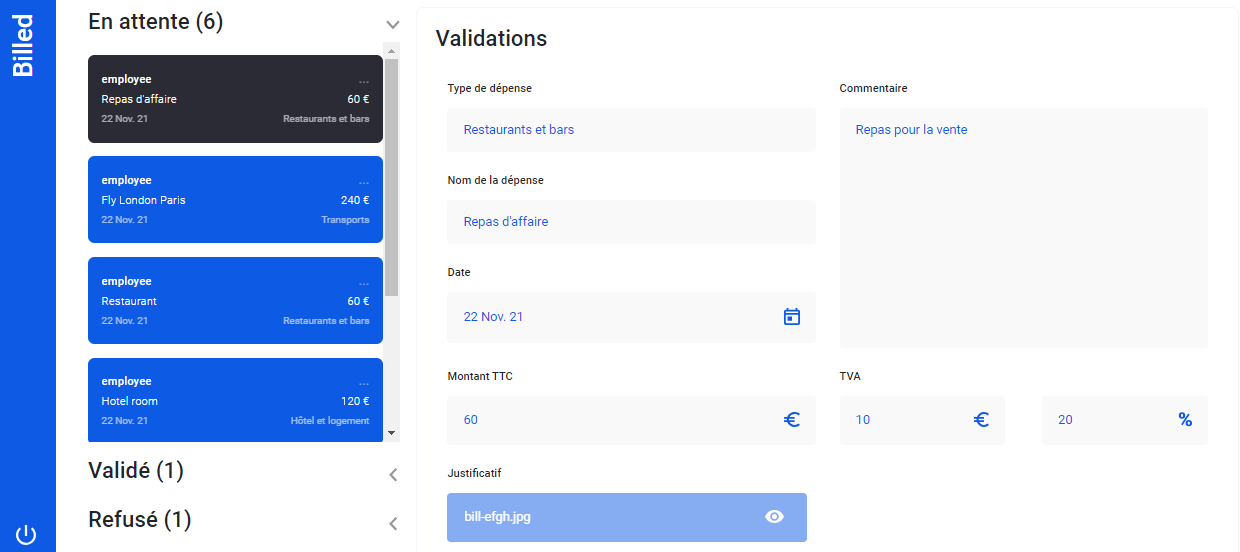 Billed
En attente (6)
employee ...
Repas d'affaire 60 €
22 Nov. 21 Restaurants et bars
employee ...
Fly London Paris 240 €
22 Nov. 21 Transports
employee ...
Restaurant 60 €
22 Nov. 21 Restaurants et bars
employee ...
Hotel room 120 €
22 Nov. 21 Hôtel et logement
Validé (1)
Refusé (1)
Validations
Type de dépense
Restaurants et bars
Nom de la dépense
Repas d'affaire
Date
22 Nov. 21
Commentaire
Repas pour la vente
Montant TTC
60 €
TVA
10 €
20 %
Justificatif
bill-efgh.jpg